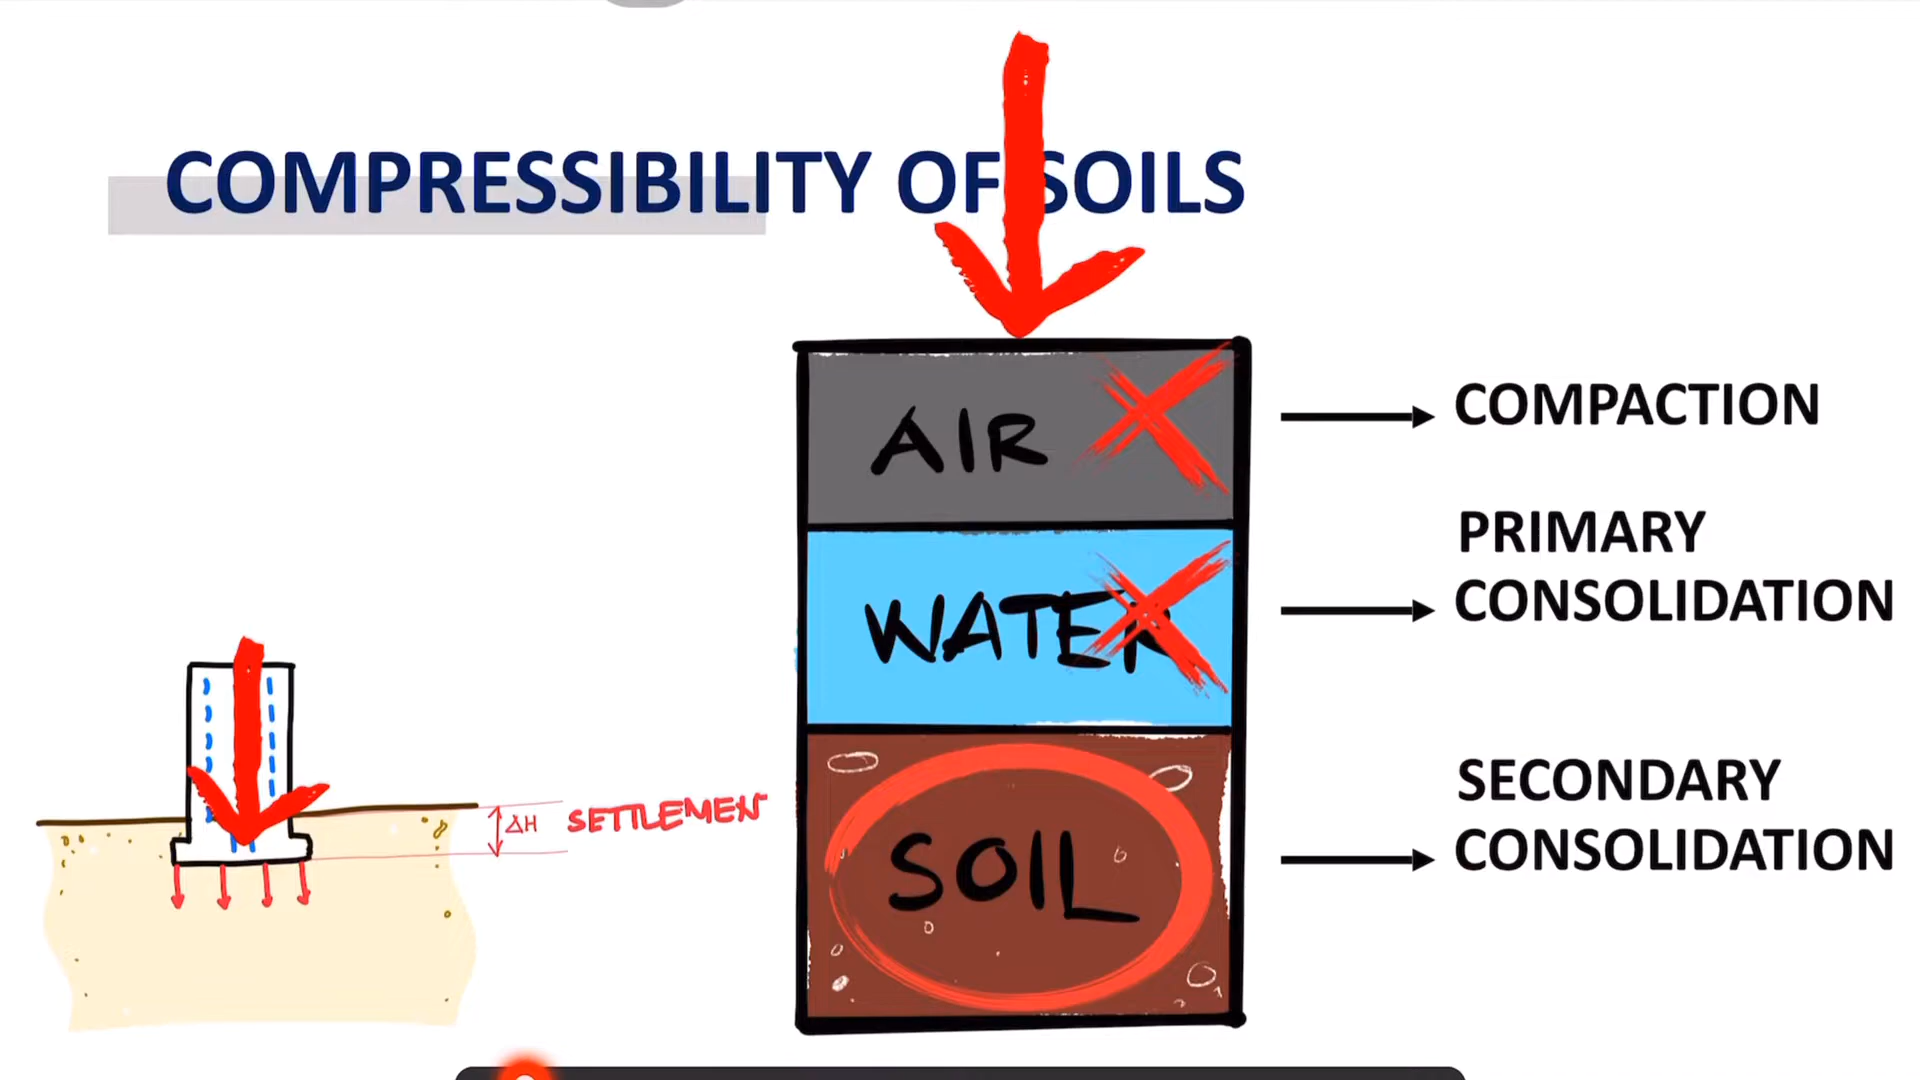 COMPRESSIBILITY OF SOILS
AIR
COMPACTION
WATER
PRIMARY
CONSOLIDATION
ΔH SETTLEMENT
SOIL
SECONDARY
CONSOLIDATION